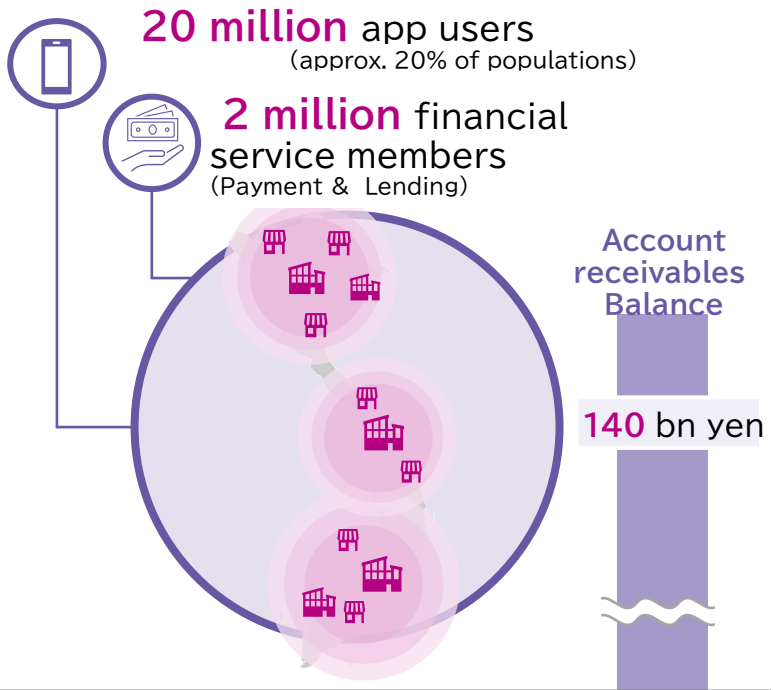 20 million app users
(approx. 20% of populations)
2 million financial
service members
(Payment & Lending)
Account
receivables
Balance
140 bn yen